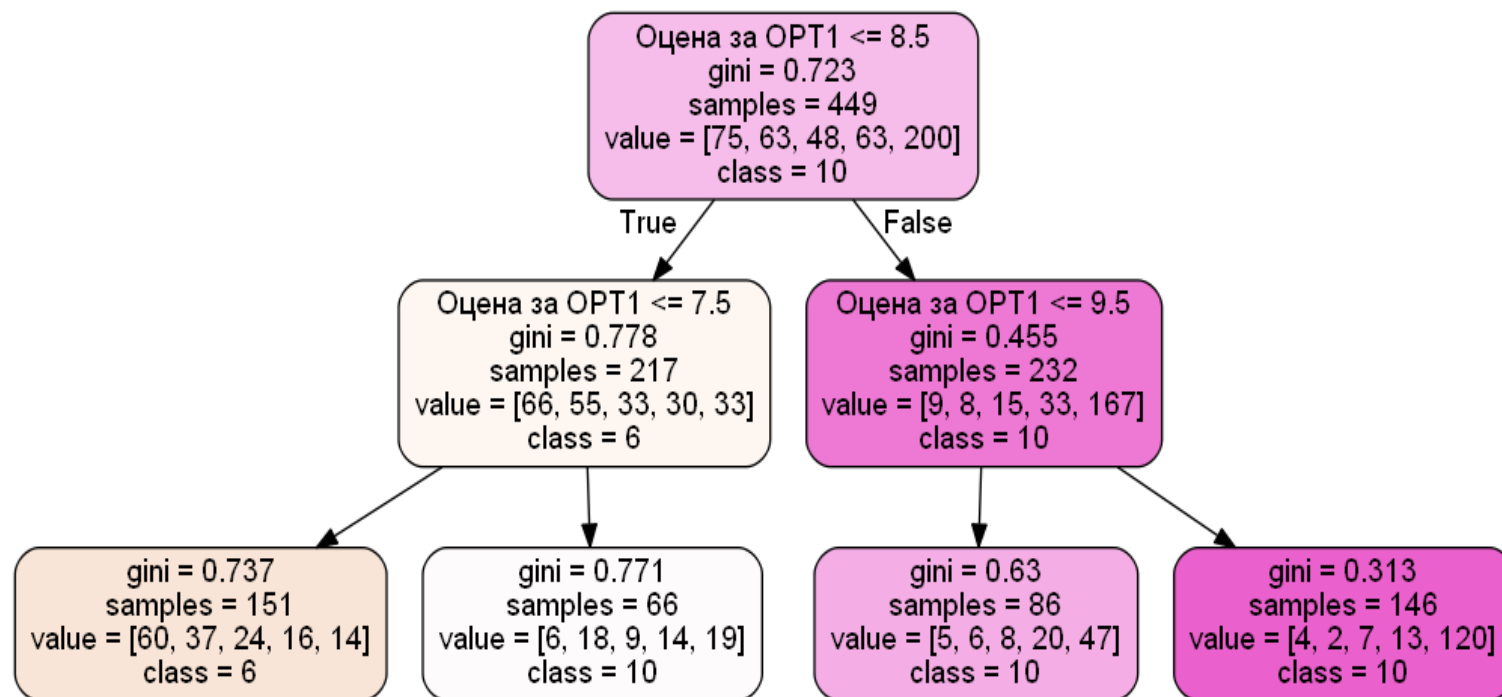 Оцена за ОРТ1 <= 8.5
gini = 0.723
samples = 449
value = [75, 63, 48, 63, 200]
class = 10
True
False
Оцена за ОРТ1 <= 7.5
gini = 0.778
samples = 217
value = [66, 55, 33, 30, 33]
class = 6
Оцена за ОРТ1 <= 9.5
gini = 0.455
samples = 232
value = [9, 8, 15, 33, 167]
class = 10
gini = 0.737
samples = 151
value = [60, 37, 24, 16, 14]
class = 6
gini = 0.771
samples = 66
value = [6, 18, 9, 14, 19]
class = 10
gini = 0.63
samples = 86
value = [5, 6, 8, 20, 47]
class = 10
gini = 0.313
samples = 146
value = [4, 2, 7, 13, 120]
class = 10